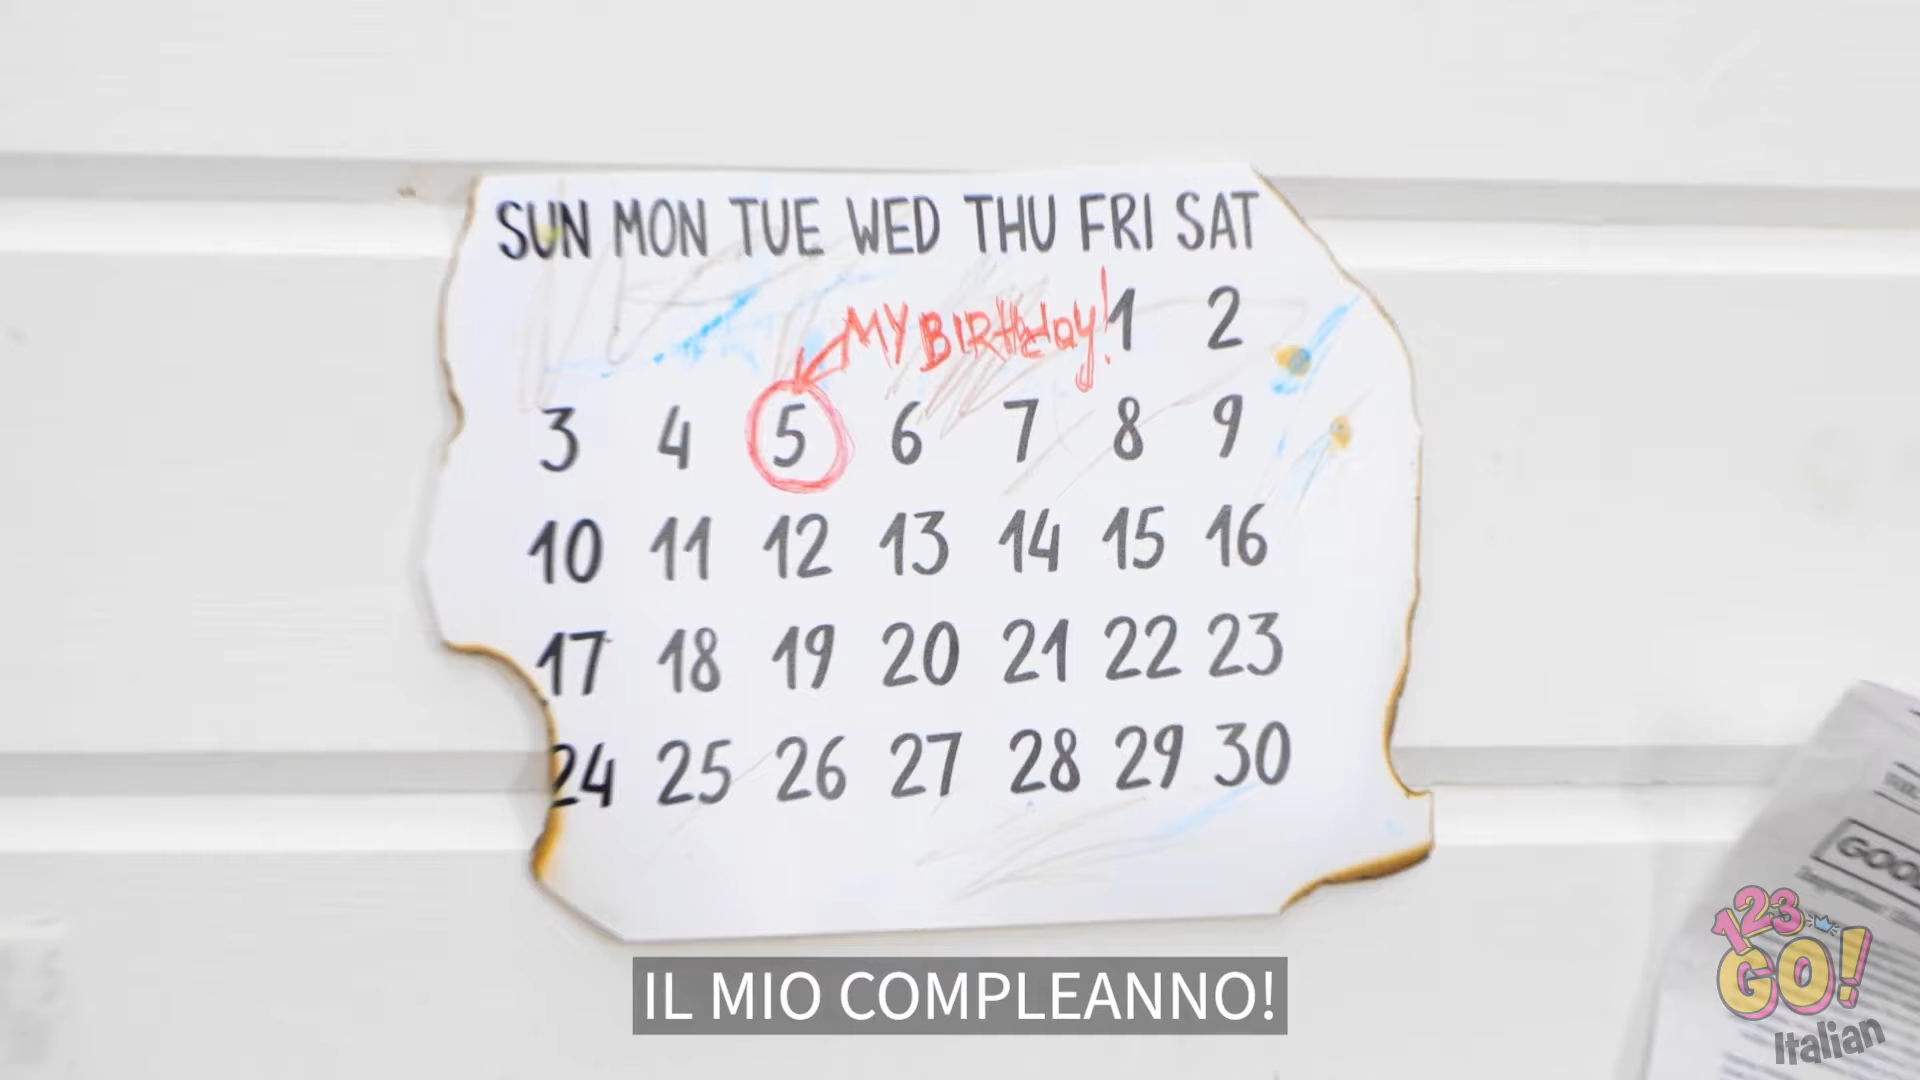 SUN MON TUE WED THU FRI SAT
MY BIRthday!
1 2
3 4 5 6 7 8 9
10 11 12 13 14 15 16
17 18 19 20 21 22 23
24 25 26 27 28 29 30
IL MIO COMPLEANNO!
123
GO!
Italian